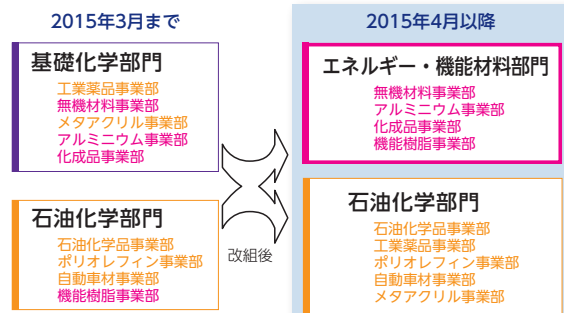 2015年3月まで
基礎化学部門
工業薬品事業部
無機材料事業部
メタアクリル事業部
アルミニウム事業部
化成品事業部
石油化学部門
石油化学品事業部
ポリオレフィン事業部
自動車材事業部
機能樹脂事業部
改組後
2015年4月以降
エネルギー・機能材料部門
無機材料事業部
アルミニウム事業部
化成品事業部
機能樹脂事業部
石油化学部門
石油化学品事業部
工業薬品事業部
ポリオレフィン事業部
自動車材事業部
メタアクリル事業部